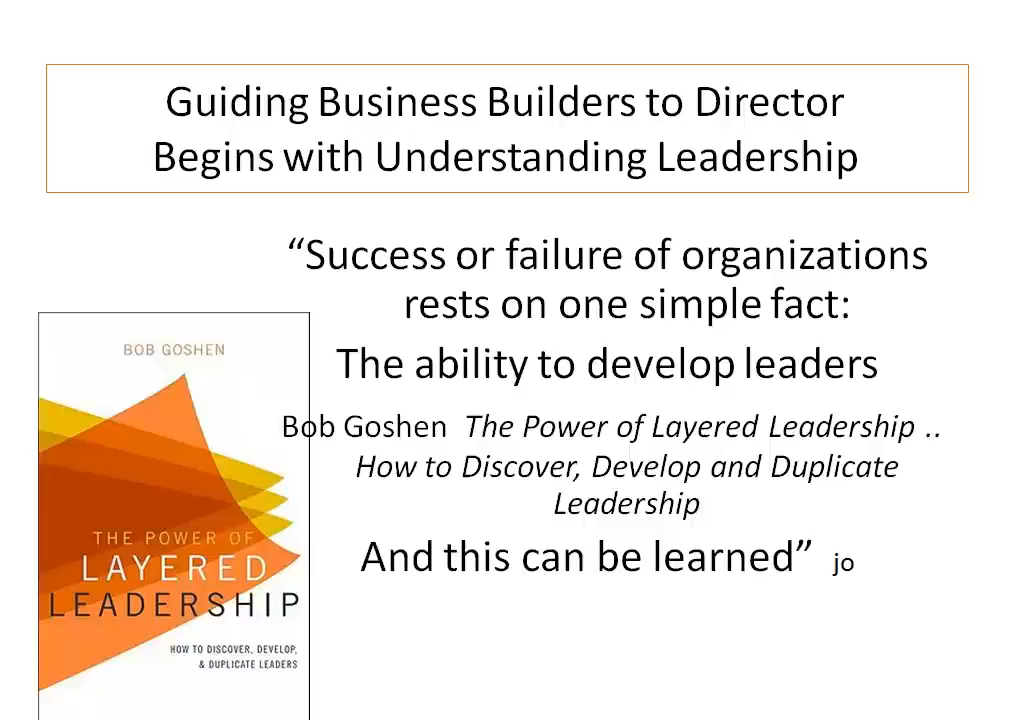 Guiding Business Builders to Director
Begins with Understanding Leadership
“Success or failure of organizations
rests on one simple fact:
The ability to develop leaders
Bob Goshen The Power of Layered Leadership ..
How to Discover, Develop and Duplicate
Leadership
And this can be learned” jo
BOB GOSHEN
THE POWER OF
LAYERED
LEADERSHIP
HOW TO DISCOVER, DEVELOP,
& DUPLICATE LEADERS